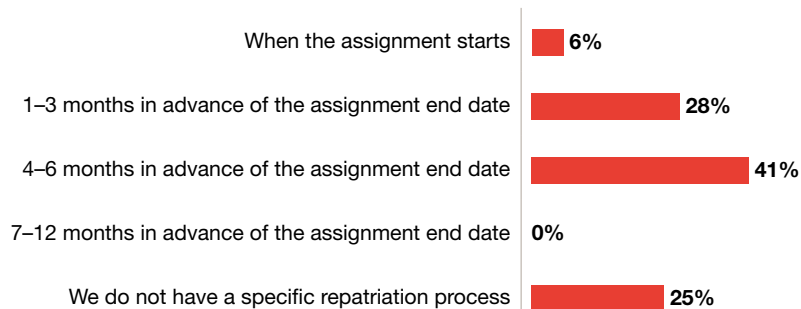 When the assignment starts 6%
1–3 months in advance of the assignment end date 28%
4–6 months in advance of the assignment end date 41%
7–12 months in advance of the assignment end date 0%
We do not have a specific repatriation process 25%